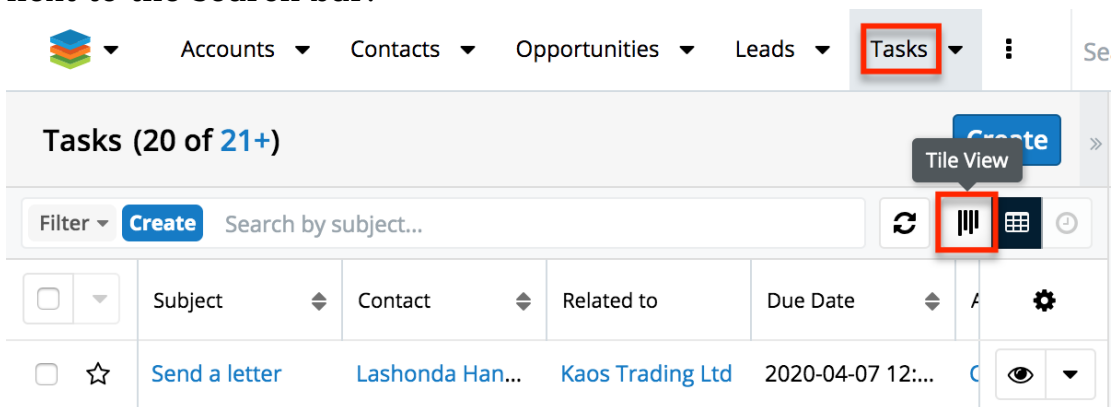 Accounts Contacts Opportunities Leads Tasks Se
Tasks (20 of 21+)
Create
Tile View
Filter Create Search by subject...
Subject Contact Related to Due Date
Send a letter Lashonda Han... Kaos Trading Ltd 2020-04-07 12:...